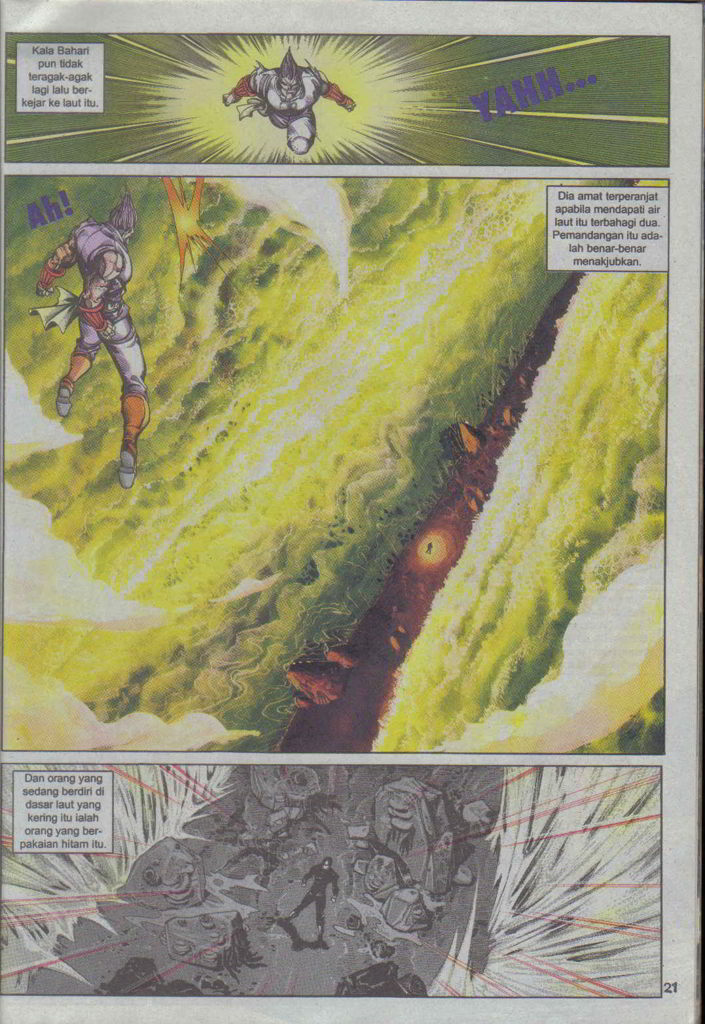 Kala Bahari
pun tidak
teragak-agak
lagi lalu ber-
kejar ke laut itu.
YAHH...
Ah!
Dia amat terperanjat
apabila mendapati air
laut itu terbahagi dua.
Pemandangan itu ada-
lah benar-benar
menakjubkan.
Dan orang yang
sedang berdiri di
dasar laut yang
kering itu ialah
orang yang ber-
pakaian hitam itu.
21